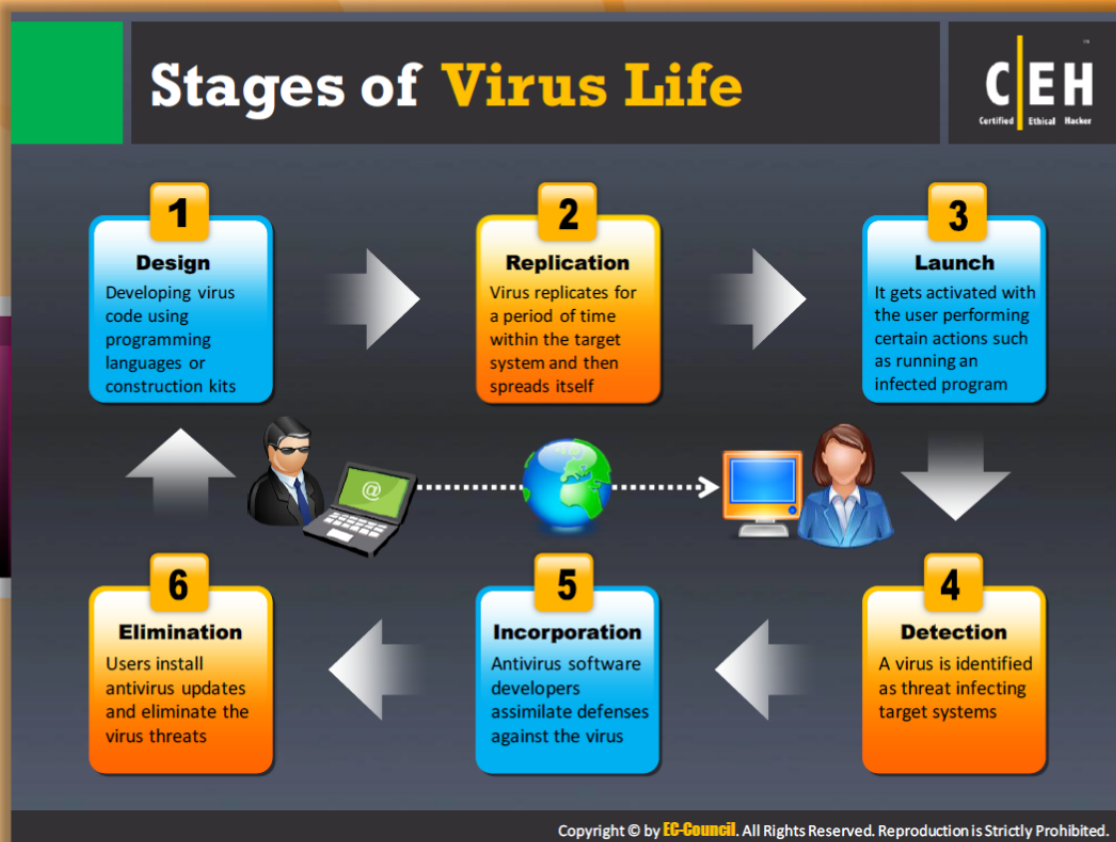 Stages of Virus Life
™
CEH
Certified Ethical Hacker
1
Design
Developing virus
code using
programming
languages or
construction kits
2
Replication
Virus replicates for
a period of time
within the target
system and then
spreads itself
3
Launch
It gets activated with
the user performing
certain actions such
as running an
infected program
@
6
Elimination
Users install
antivirus updates
and eliminate the
virus threats
5
Incorporation
Antivirus software
developers
assimilate defenses
against the virus
4
Detection
A virus is identified
as threat infecting
target systems
Copyright © by EC-Council. All Rights Reserved. Reproduction is Strictly Prohibited.